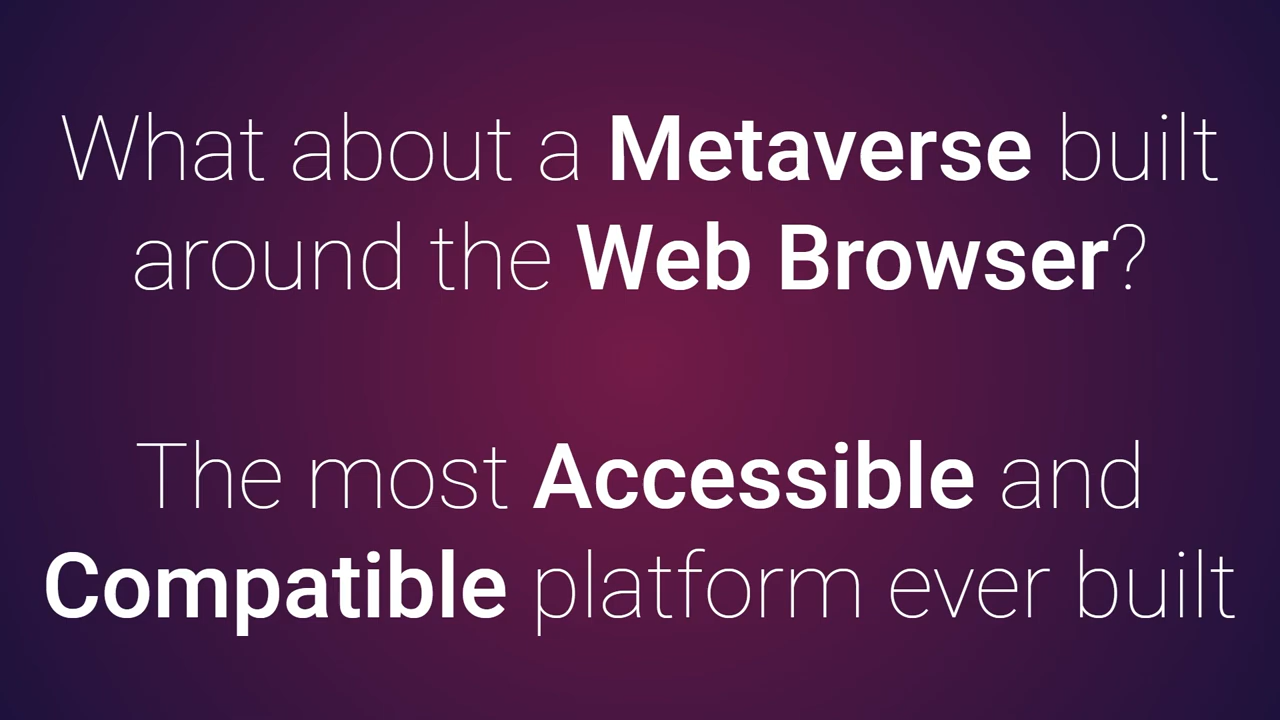 What about a Metaverse built
around the Web Browser?
The most Accessible and
Compatible platform ever built